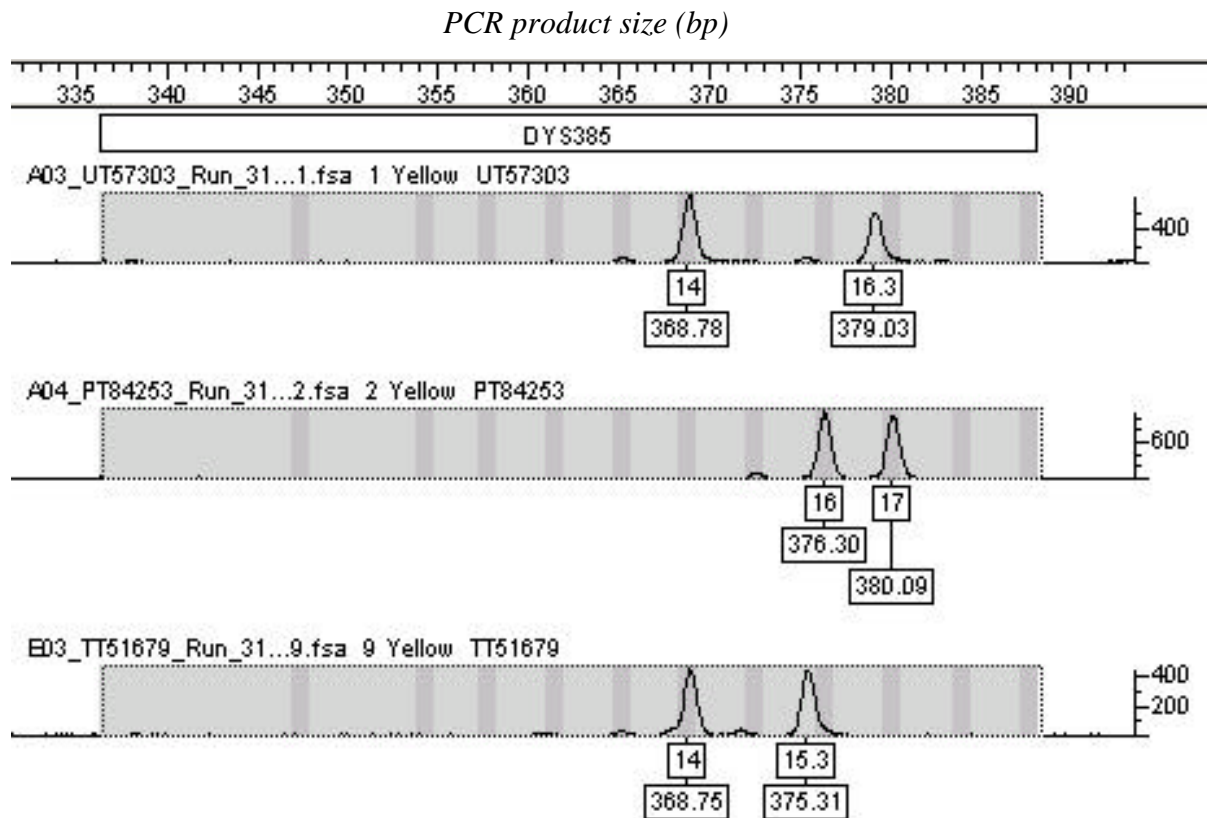 PCR product size (bp)
335 340 345 350 355 360 365 370 375 380 385 390
DYS385
A03_UT57303_Run_31...1.fsa 1 Yellow UT57303
400
14 16.3
368.78 379.03
A04_PT84253_Run_31...2.fsa 2 Yellow PT84253
600
16 17
376.30
380.09
E03_TT51679_Run_31...9.fsa 9 Yellow TT51679
400
200
14 15.3
368.75 375.31